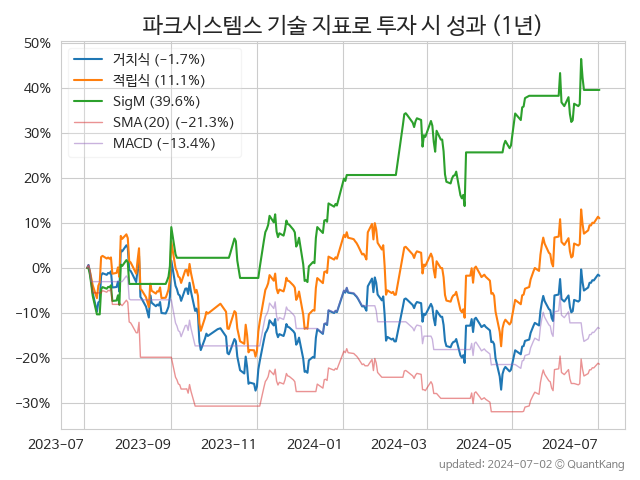 파크시스템스 기술 지표로 투자 시 성과 (1년)
거치식 (−1.7%)
적립식 (11.1%)
SigM (39.6%)
SMA(20) (−21.3%)
MACD (−13.4%)
50%
40%
30%
20%
10%
0%
−10%
−20%
−30%
2023-07
2023-09
2023-11
2024-01
2024-03
2024-05
2024-07
updated: 2024-07-02 © QuantKang